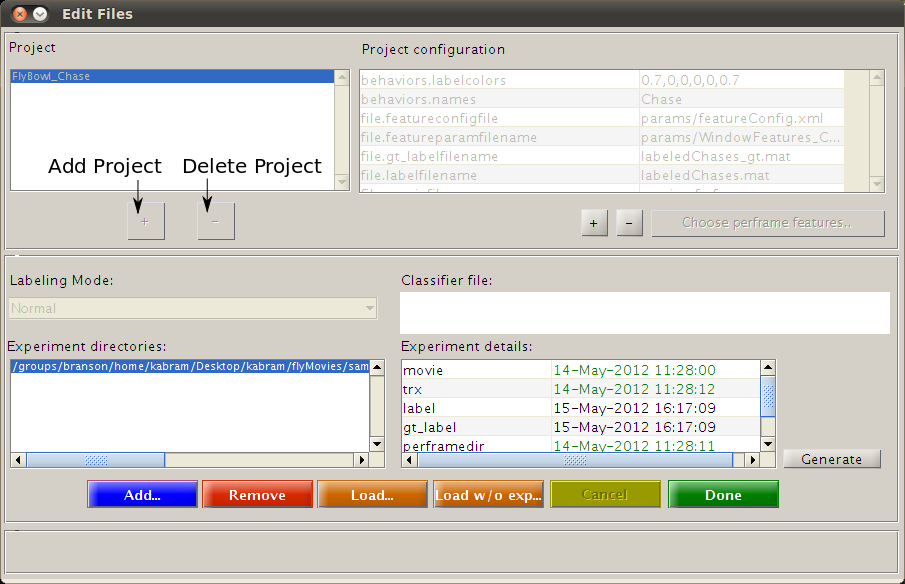 Edit Files
Project
FlyBowl_Chase
Add Project
Delete Project
+
-
Project configuration
behaviors.labelcolors 0.7,0,0,0,0,0.7
behaviors.names Chase
file.featureconfigfile params/featureConfig.xml
file.featureparamfilename params/WindowFeatures_C...
file.gt_labelfilename labeledChases_gt.mat
file.labelfilename labeledChases.mat
+ - Choose perframe features..
Labeling Mode:
Normal
Classifier file:
Experiment directories:
/groups/branson/home/kabram/Desktop/kabram/flyMovies/sam
Experiment details:
movie 14-May-2012 11:28:00
trx 14-May-2012 11:28:12
label 15-May-2012 16:17:09
gt_label 15-May-2012 16:17:09
perframedir 14-May-2012 11:28:11
Generate
Add... Remove Load... Load w/o exp... Cancel Done